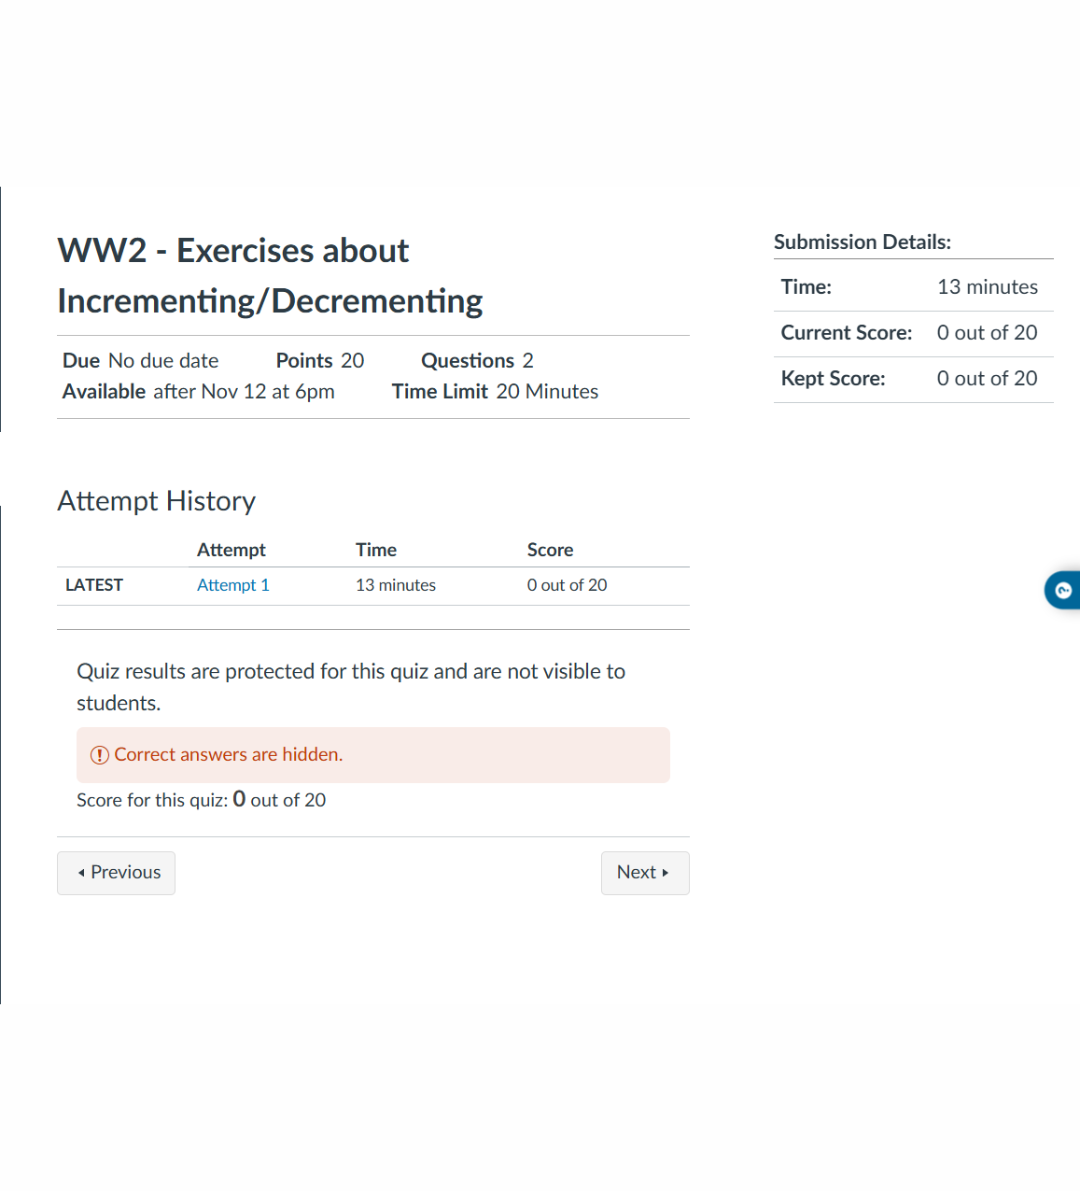 WW2 - Exercises about
Incrementing/Decrementing
Due No due date Points 20 Questions 2
Available after Nov 12 at 6pm Time Limit 20 Minutes
Submission Details:
Time: 13 minutes
Current Score: 0 out of 20
Kept Score: 0 out of 20
Attempt History
Attempt Time Score
LATEST Attempt 1 13 minutes 0 out of 20
Quiz results are protected for this quiz and are not visible to
students.
Correct answers are hidden.
Score for this quiz: 0 out of 20
Previous
Next